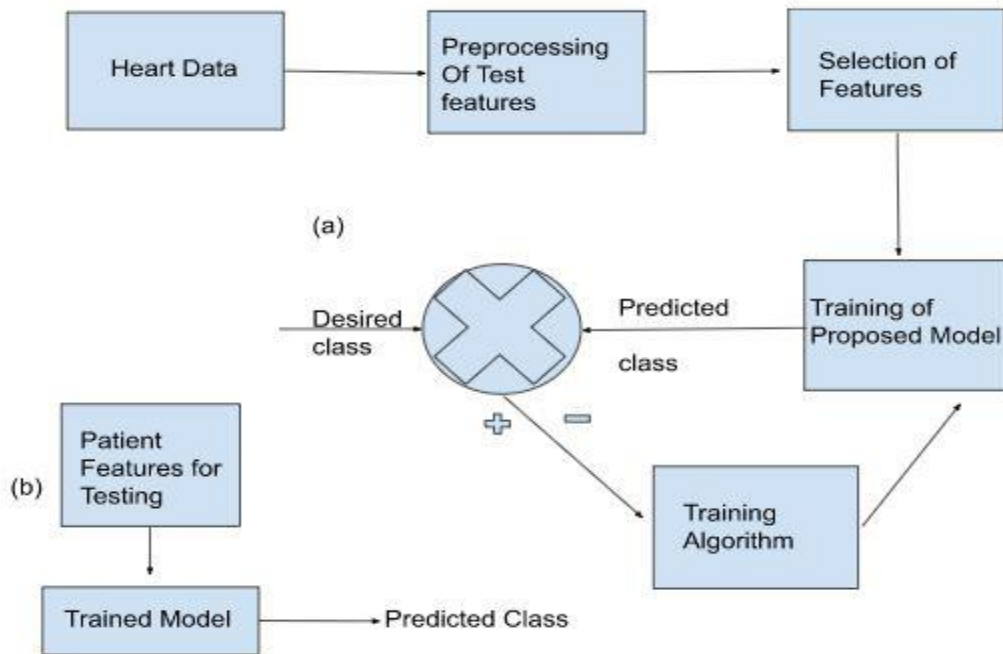 Heart Data
Preprocessing
Of Test
features
Selection of
Features
(a)
Desired
class
Predicted
class
Training of
Proposed Model
Training
Algorithm
(b)
Patient
Features for
Testing
Trained Model
Predicted Class